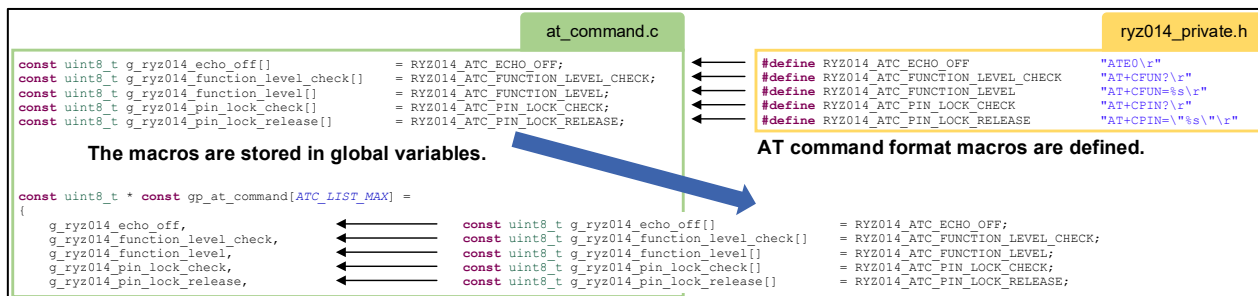 at_command.c
const uint8_t g_ryz014_echo_off[] = RYZ014_ATC_ECHO_OFF;
const uint8_t g_ryz014_function_level_check[] = RYZ014_ATC_FUNCTION_LEVEL_CHECK;
const uint8_t g_ryz014_function_level[] = RYZ014_ATC_FUNCTION_LEVEL;
const uint8_t g_ryz014_pin_lock_check[] = RYZ014_ATC_PIN_LOCK_CHECK;
const uint8_t g_ryz014_pin_lock_release[] = RYZ014_ATC_PIN_LOCK_RELEASE;
The macros are stored in global variables.
ryz014_private.h
#define RYZ014_ATC_ECHO_OFF "ATE0\r"
#define RYZ014_ATC_FUNCTION_LEVEL_CHECK "AT+CFUN?\r"
#define RYZ014_ATC_FUNCTION_LEVEL "AT+CFUN=%s\r"
#define RYZ014_ATC_PIN_LOCK_CHECK "AT+CPIN?\r"
#define RYZ014_ATC_PIN_LOCK_RELEASE "AT+CPIN=\"%s\"\r"
AT command format macros are defined.
const uint8_t * const gp_at_command[ATC_LIST_MAX] =
{
g_ryz014_echo_off,
g_ryz014_function_level_check,
g_ryz014_function_level,
g_ryz014_pin_lock_check,
g_ryz014_pin_lock_release,
const uint8_t g_ryz014_echo_off[] = RYZ014_ATC_ECHO_OFF;
const uint8_t g_ryz014_function_level_check[] = RYZ014_ATC_FUNCTION_LEVEL_CHECK;
const uint8_t g_ryz014_function_level[] = RYZ014_ATC_FUNCTION_LEVEL;
const uint8_t g_ryz014_pin_lock_check[] = RYZ014_ATC_PIN_LOCK_CHECK;
const uint8_t g_ryz014_pin_lock_release[] = RYZ014_ATC_PIN_LOCK_RELEASE;